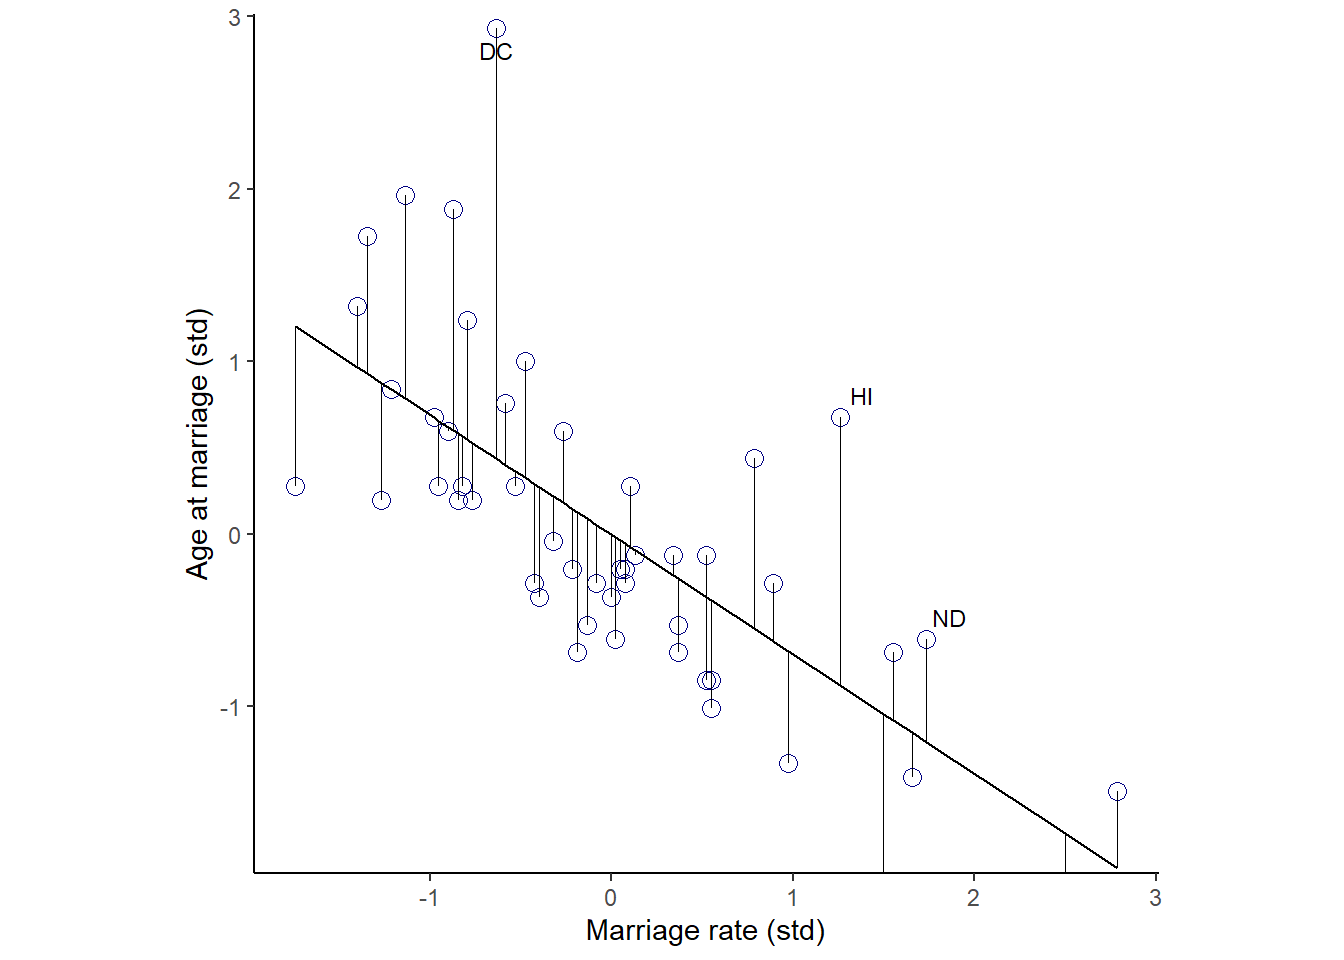 3
DC
2
1
HI
0
ND
-1
Age at marriage (std)
-1 0 1 2 3
Marriage rate (std)